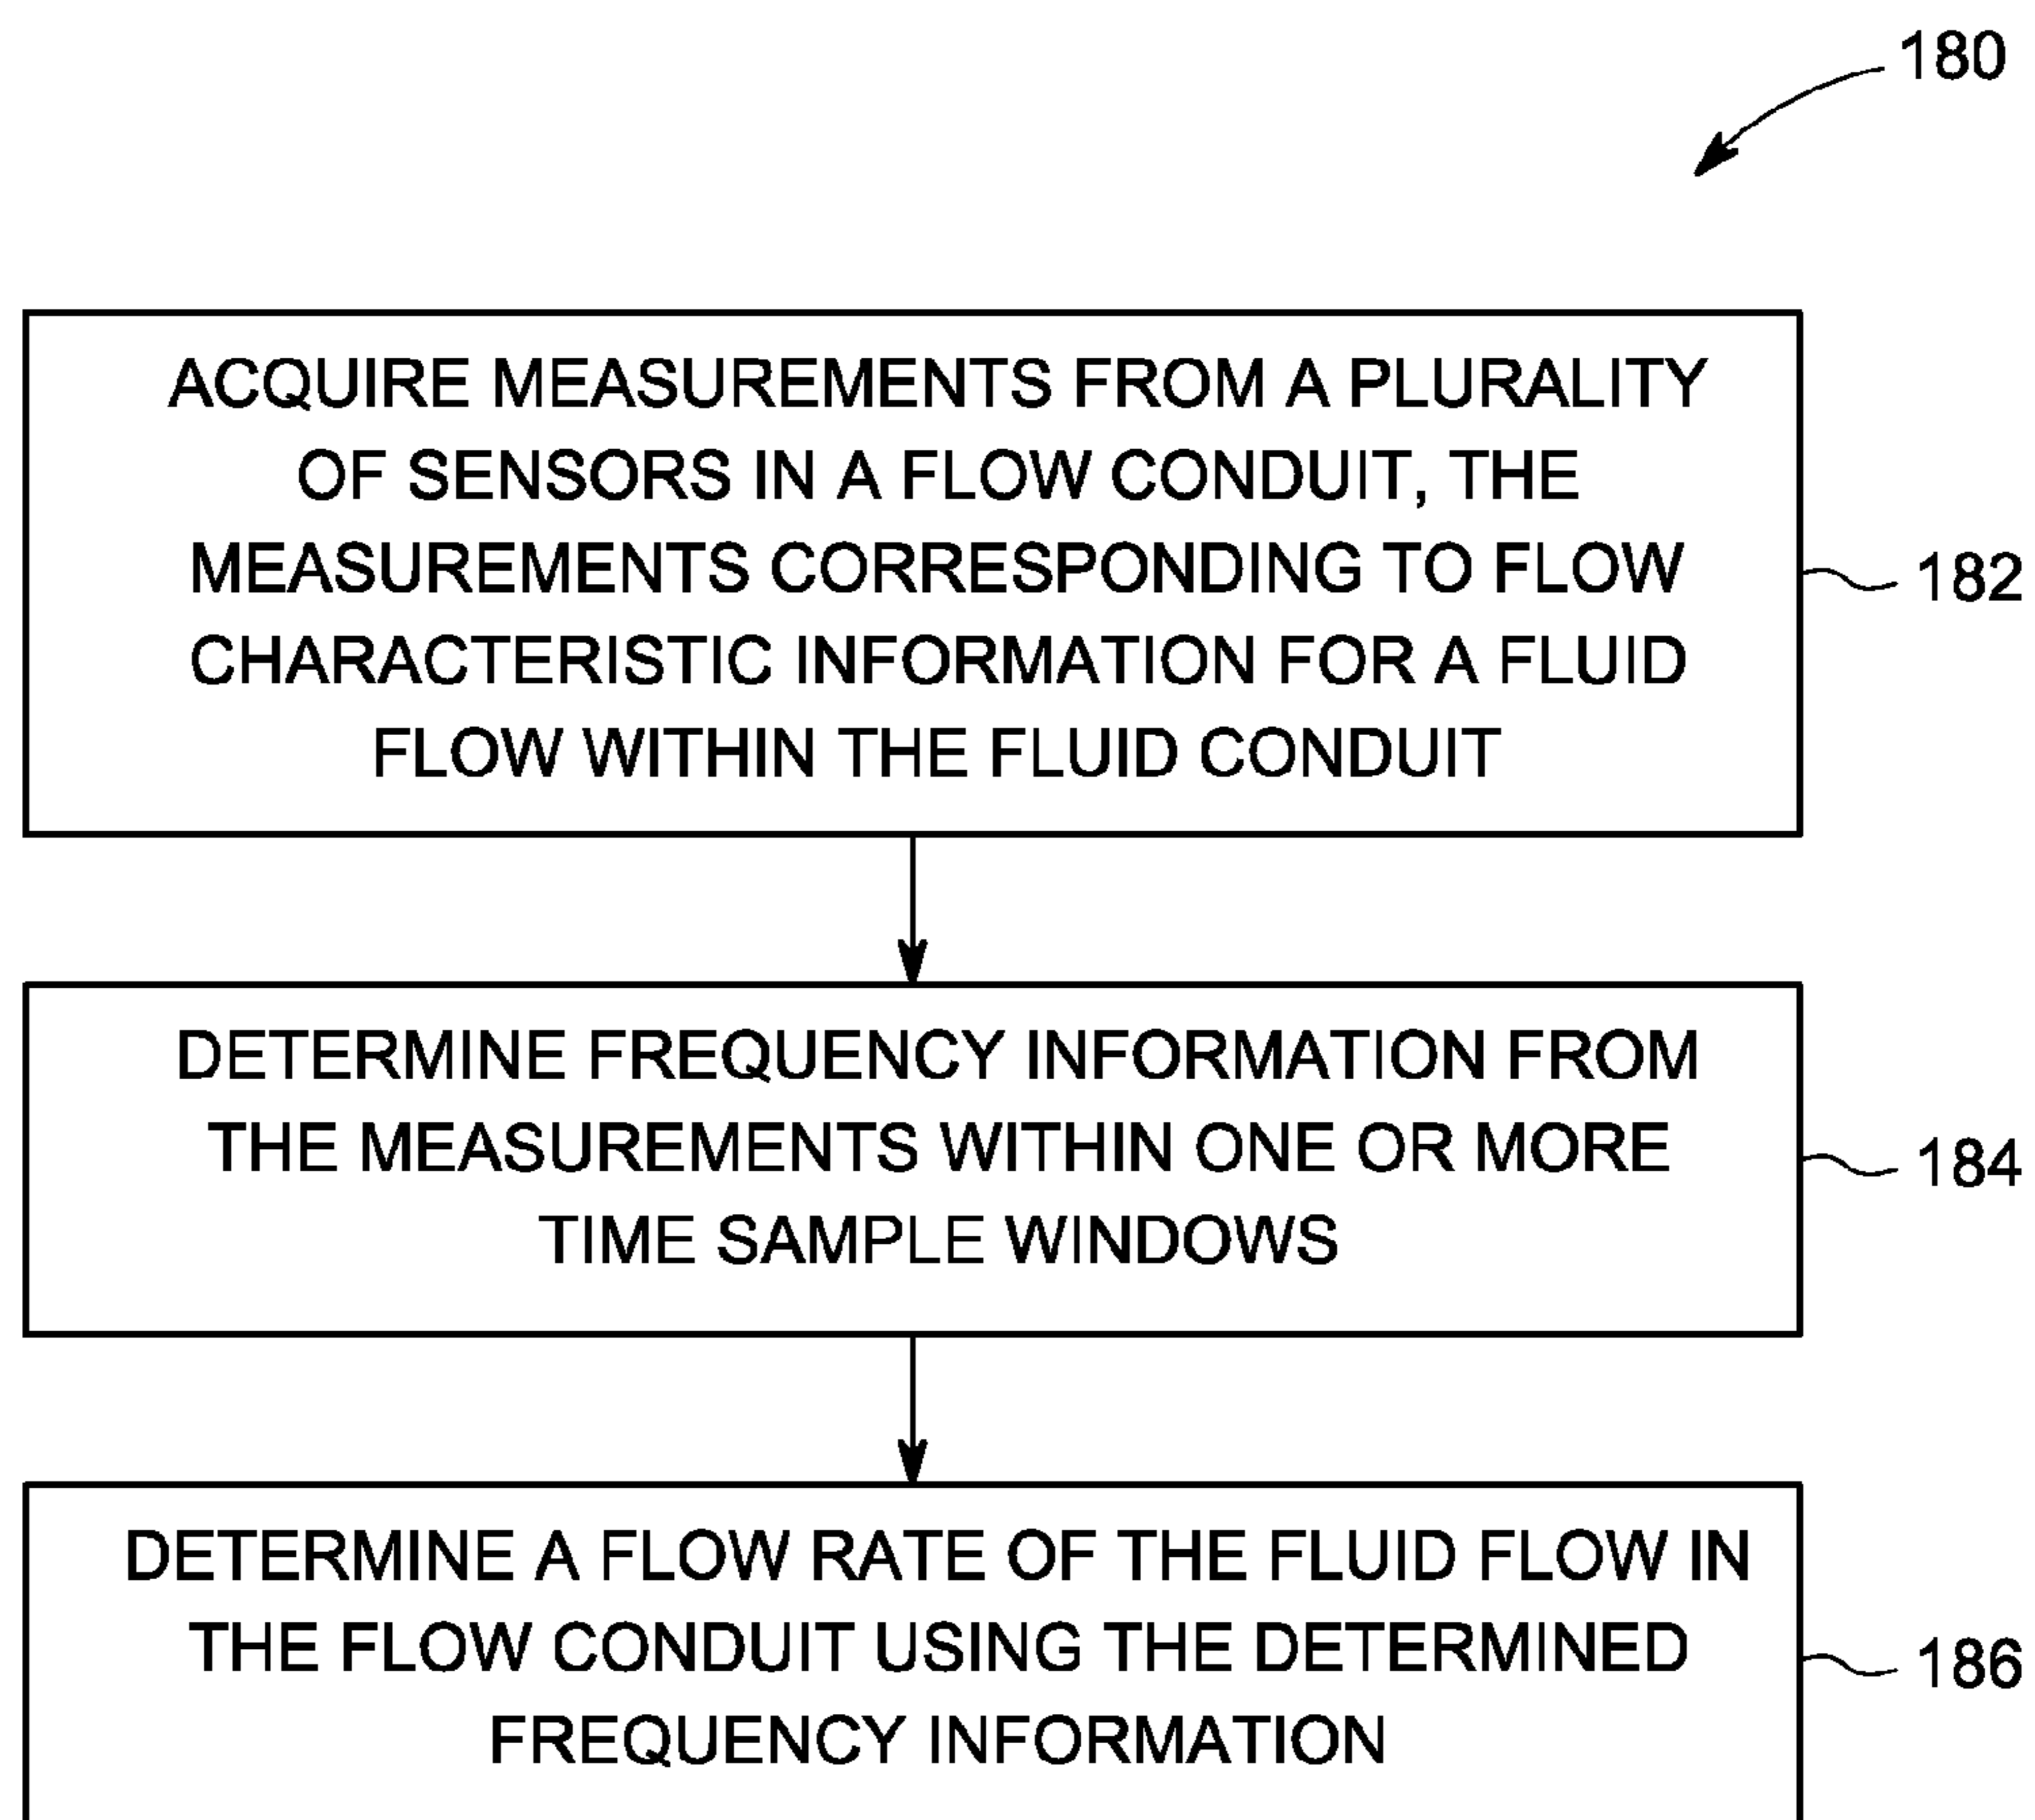 180
ACQUIRE MEASUREMENTS FROM A PLURALITY
OF SENSORS IN A FLOW CONDUIT, THE
MEASUREMENTS CORRESPONDING TO FLOW
CHARACTERISTIC INFORMATION FOR A FLUID
FLOW WITHIN THE FLUID CONDUIT
182
DETERMINE FREQUENCY INFORMATION FROM
THE MEASUREMENTS WITHIN ONE OR MORE
TIME SAMPLE WINDOWS
184
DETERMINE A FLOW RATE OF THE FLUID FLOW IN
THE FLOW CONDUIT USING THE DETERMINED
FREQUENCY INFORMATION
186